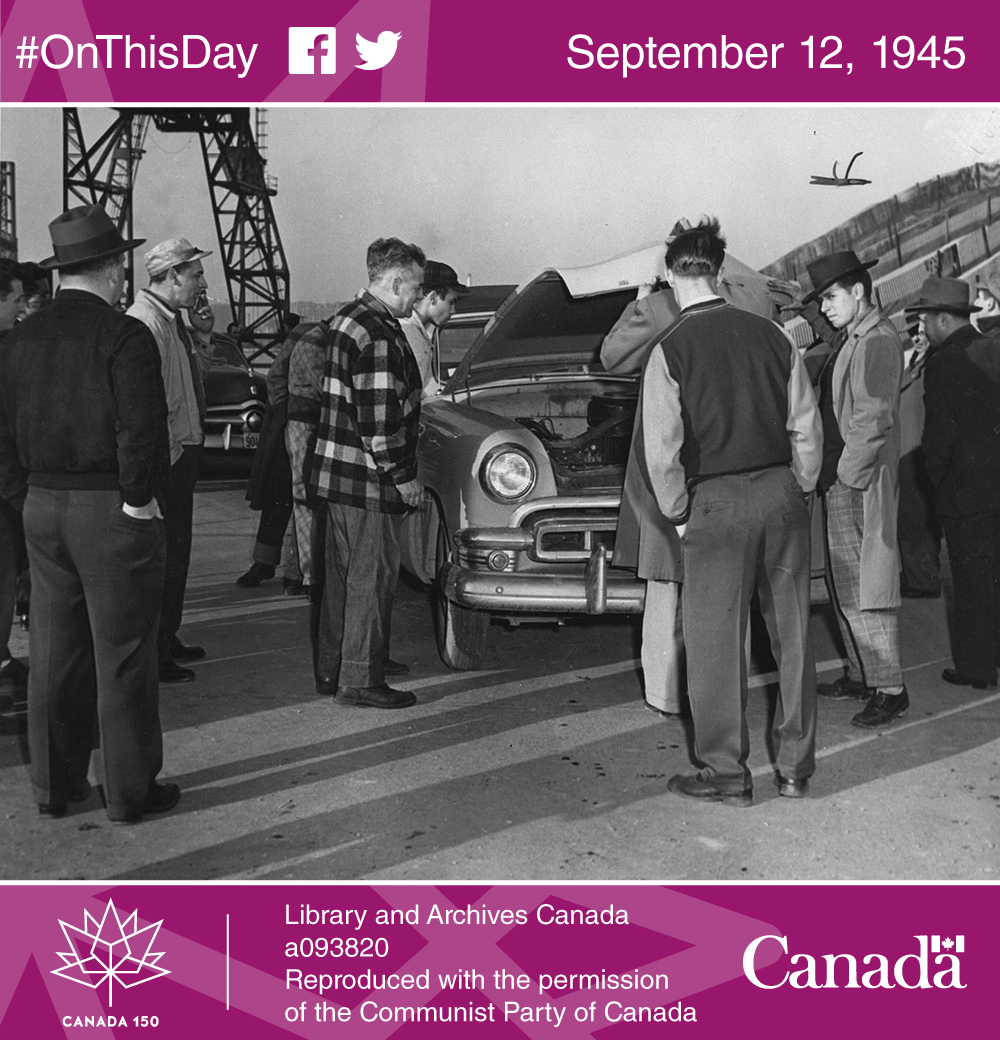 #OnThisDay
September 12, 1945
CANADA 150
Library and Archives Canada
a093820
Reproduced with the permission
of the Communist Party of Canada
Canada